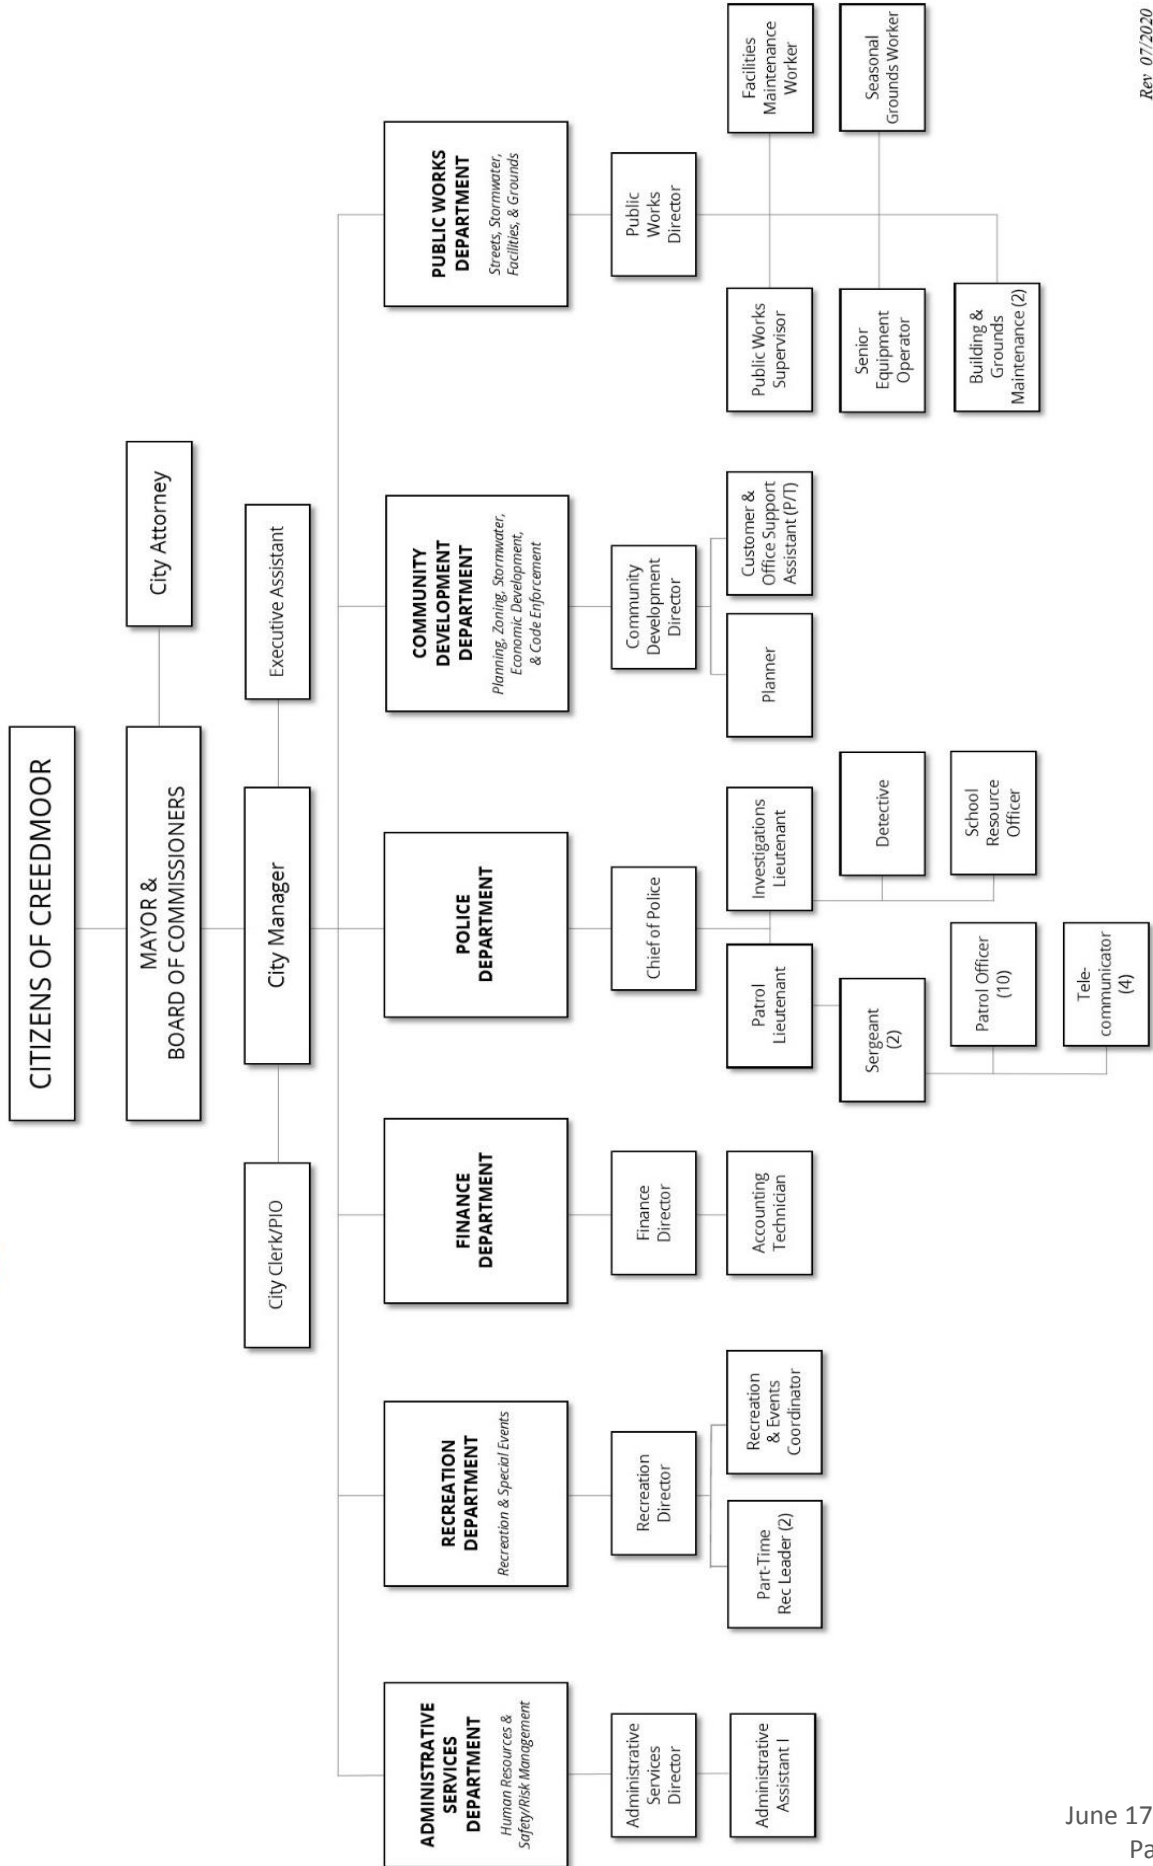 CITIZENS OF CREEDMOOR
MAYOR &
BOARD OF COMMISSIONERS
City Attorney
City Clerk/PIO
City Manager
Executive Assistant
ADMINISTRATIVE
SERVICES
DEPARTMENT
Human Resources &
Safety/Risk Management
Administrative
Services
Director
Administrative
Assistant I
RECREATION
DEPARTMENT
Recreation & Special Events
Recreation
Director
Part-Time
Rec Leader (2)
Recreation
& Events
Coordinator
FINANCE
DEPARTMENT
Finance
Director
Accounting
Technician
POLICE
DEPARTMENT
Chief of Police
Patrol
Lieutenant
Investigations
Lieutenant
Sergeant
(2)
Detective
Patrol Officer
(10)
School
Resource
Officer
Tele-
communicator
(4)
COMMUNITY
DEVELOPMENT
DEPARTMENT
Planning, Zoning, Stormwater,
Economic Development,
& Code Enforcement
Community
Development
Director
Planner
Customer &
Office Support
Assistant (P/T)
PUBLIC WORKS
DEPARTMENT
Streets, Stormwater,
Facilities, & Grounds
Public
Works
Director
Public Works
Supervisor
Facilities
Maintenance
Worker
Senior
Equipment
Operator
Seasonal
Grounds Worker
Building &
Grounds
Maintenance (2)
Rev 07/2020
June 17
Pa